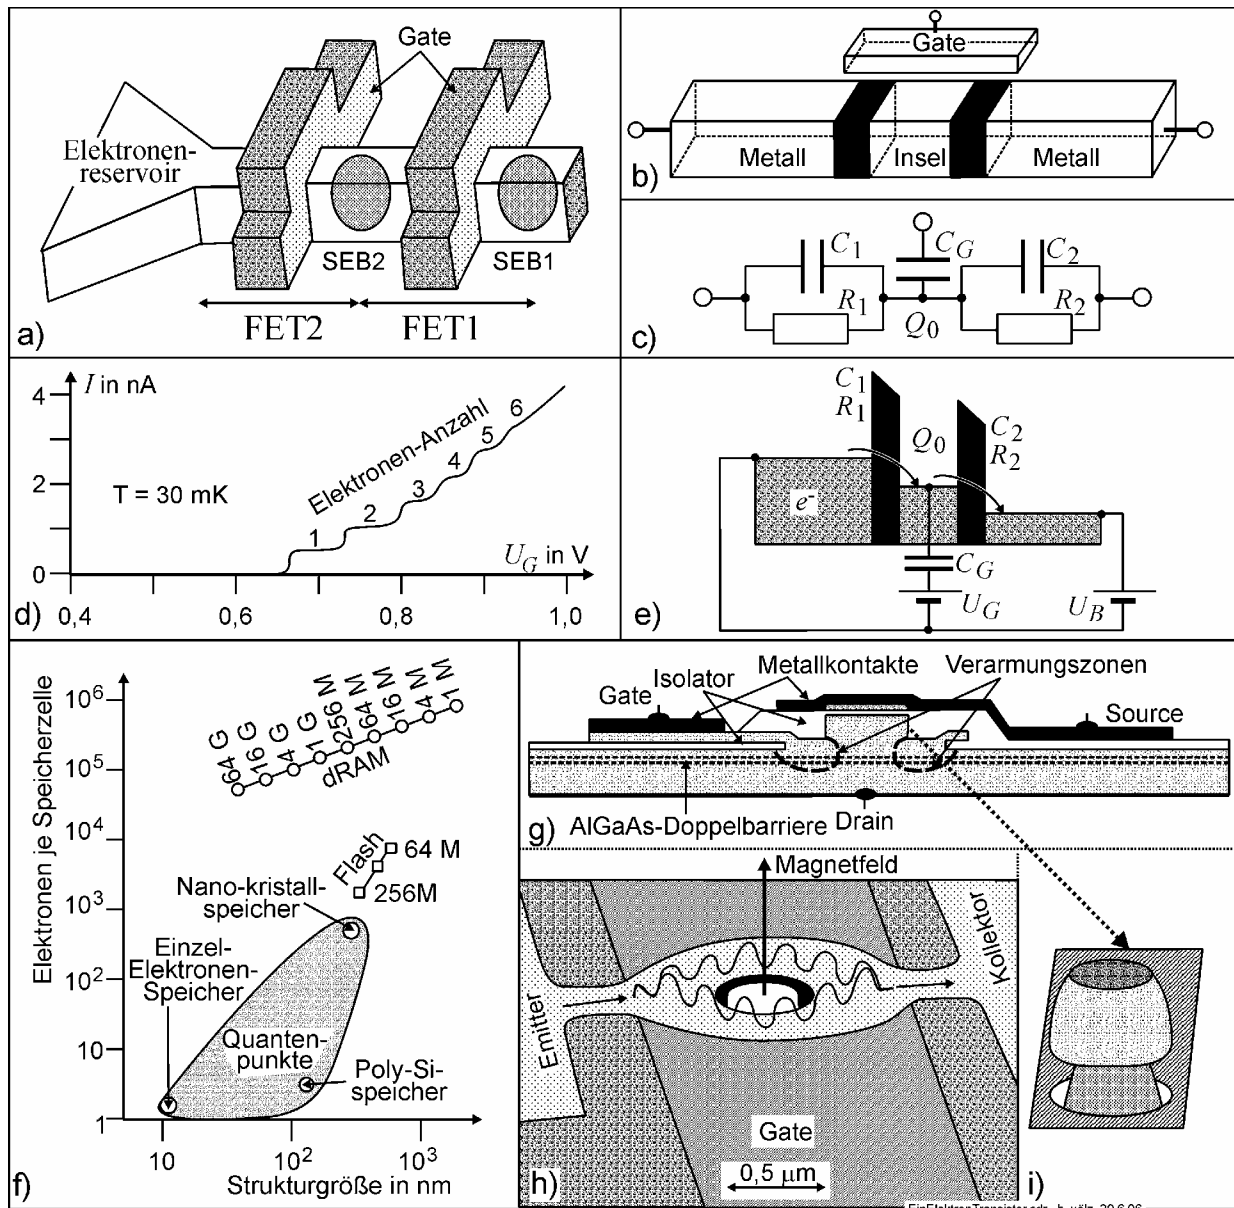 Gate
Elektronen-
reservoir
SEB2
SEB1
FET2
FET1
a)
Gate
Metall
Insel
Metall
b)
C1
CG
C2
R1
Q0
R2
c)
I in nA
4
2
0
Elektronen-Anzahl
1 2 3 4 5 6
T = 30 mK
UG in V
0,4 0,6 0,8 1,0
d)
C1
R1
Q0
C2
R2
e-
CG
UG
UB
e)
Elektronen je Speicherzelle
10^6
10^5
10^4
10^3
10^2
10
1
64 G
16 G
4 G
1 G
256 M
64 M
16 M
4 M
1 M
dRAM
Flash
64 M
256M
Nano-kristall-
speicher
Einzel-
Elektronen-
Speicher
Quanten-
punkte
Poly-Si-
speicher
10 10^2 10^3
Strukturgröße in nm
f)
Metallkontakte
Verarmungszonen
Isolator
Gate
Source
AlGaAs-Doppelbarriere
Drain
g)
Magnetfeld
Emitter
Kollektor
Gate
0,5 µm
h)
i)